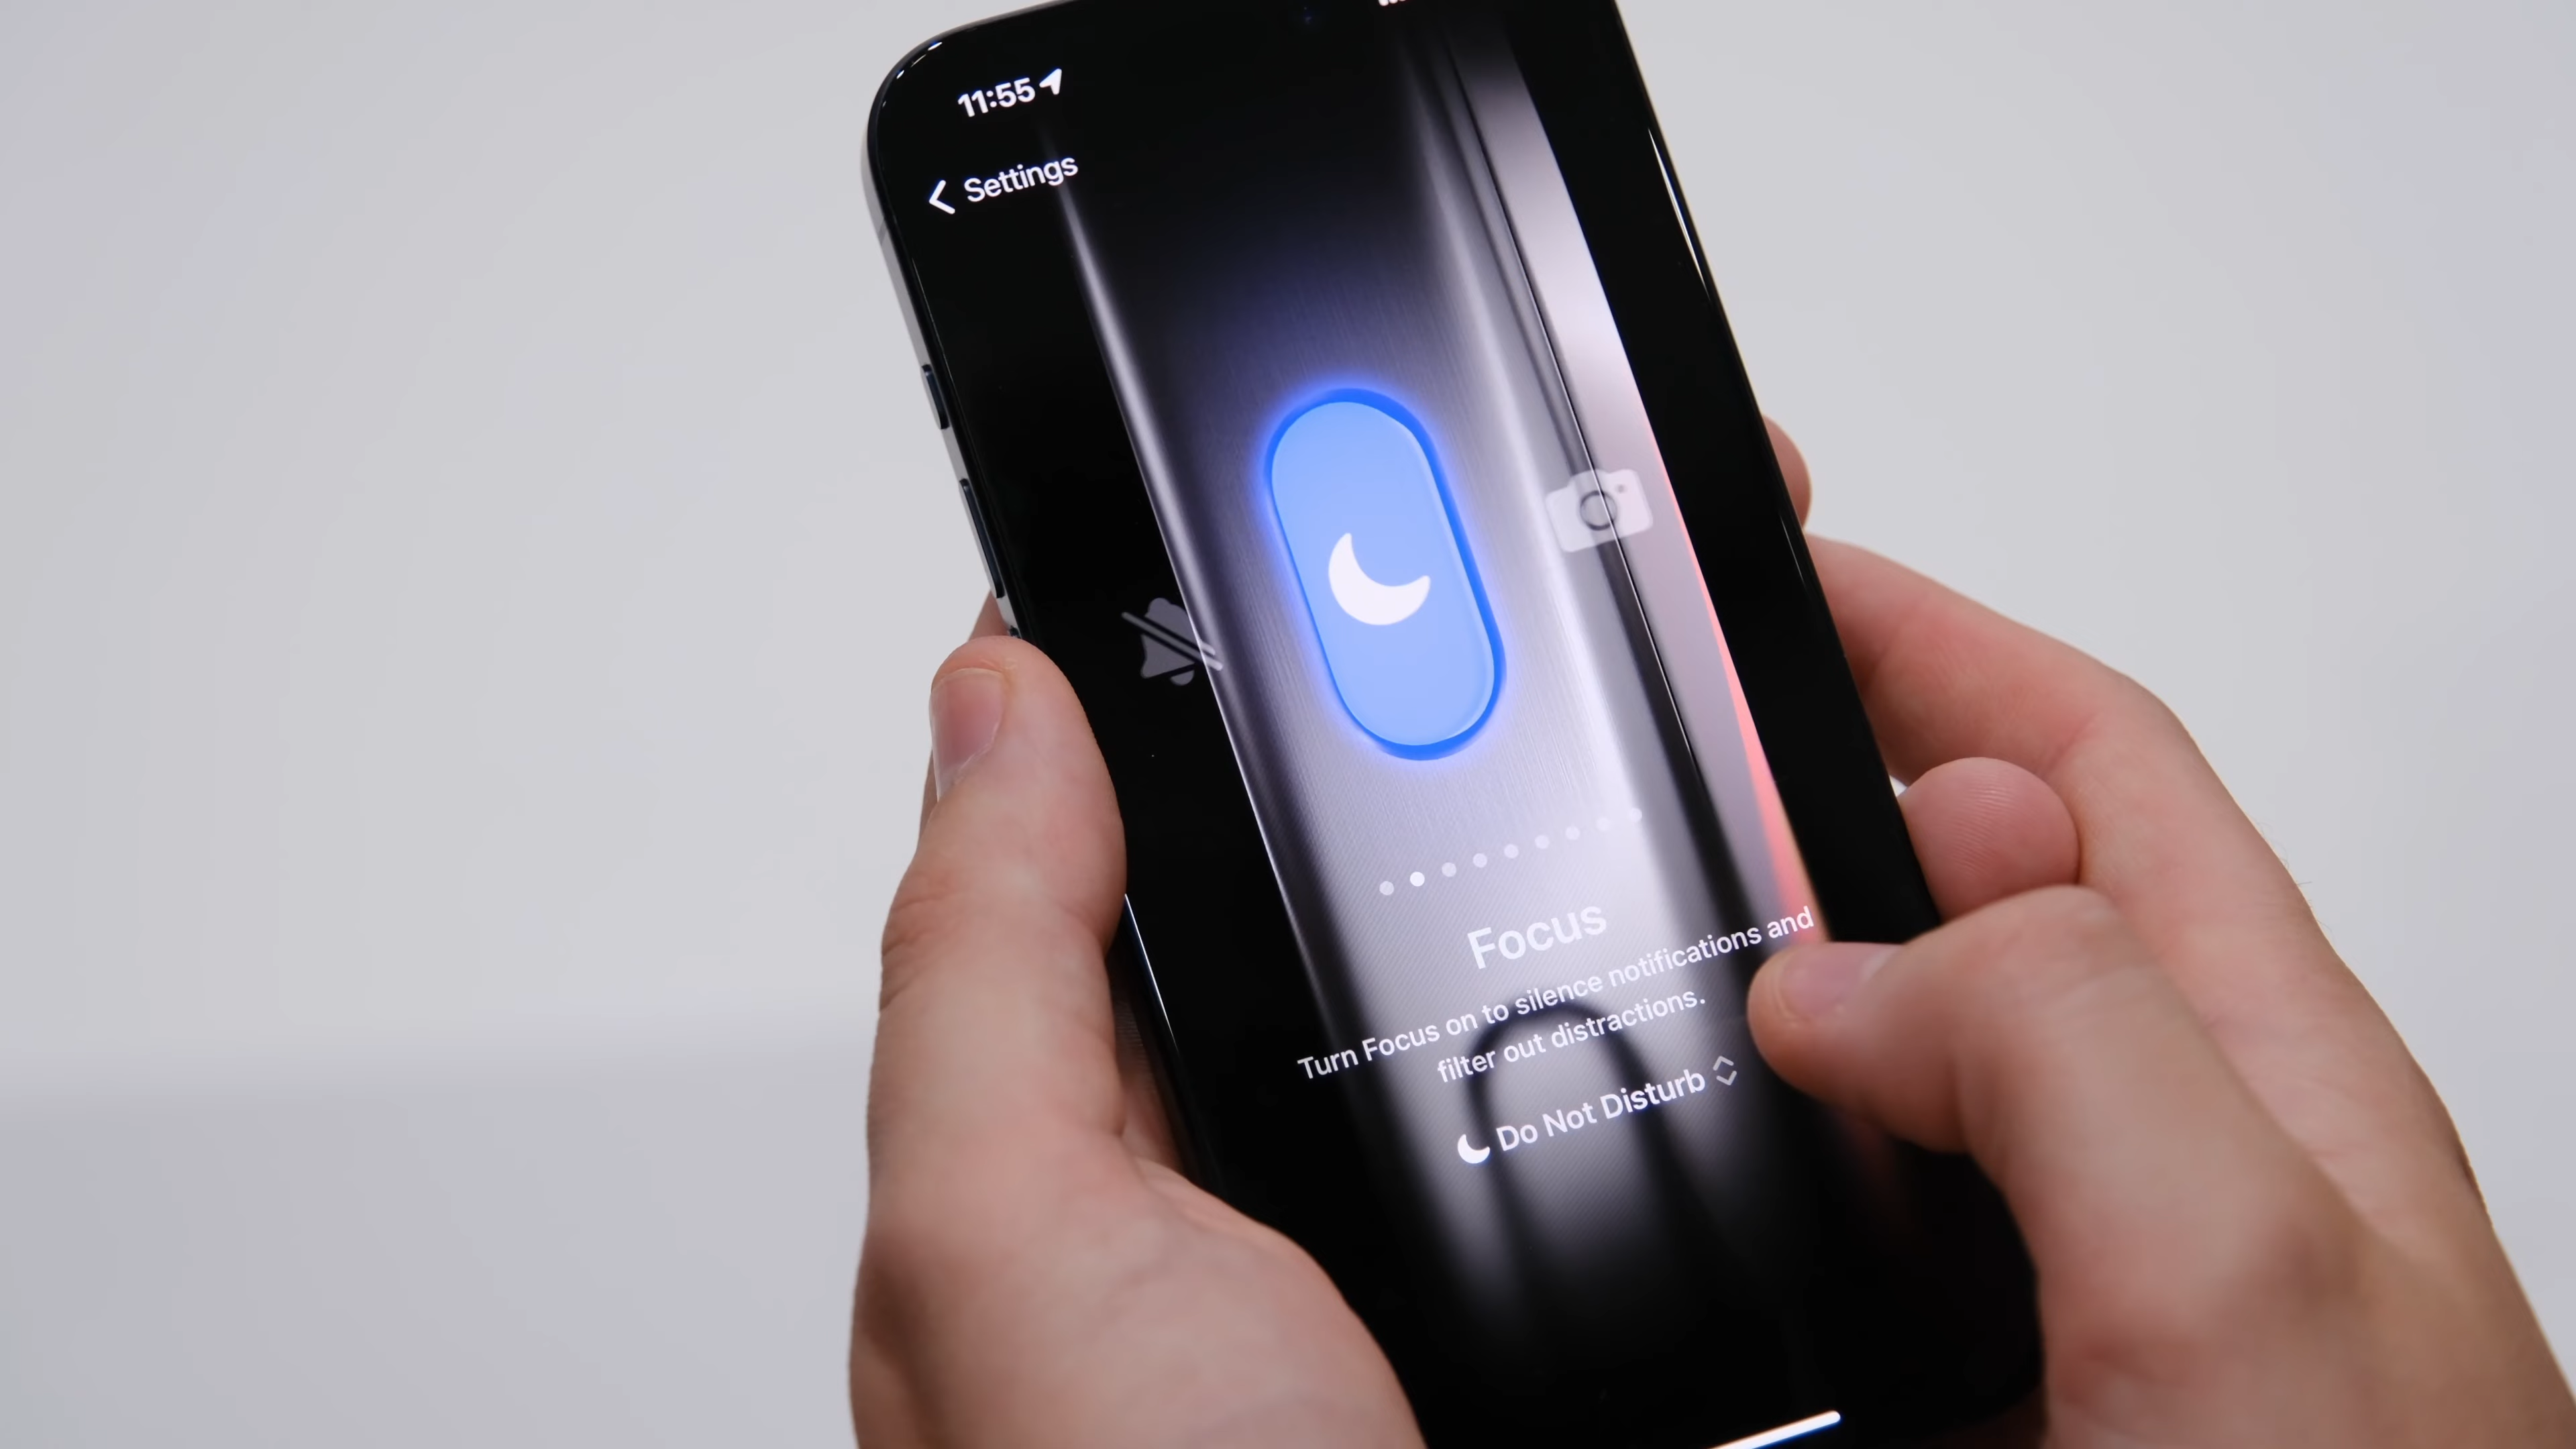 11:55
Settings
Focus
Turn Focus on to silence notifications and
filter out distractions.
Do Not Disturb